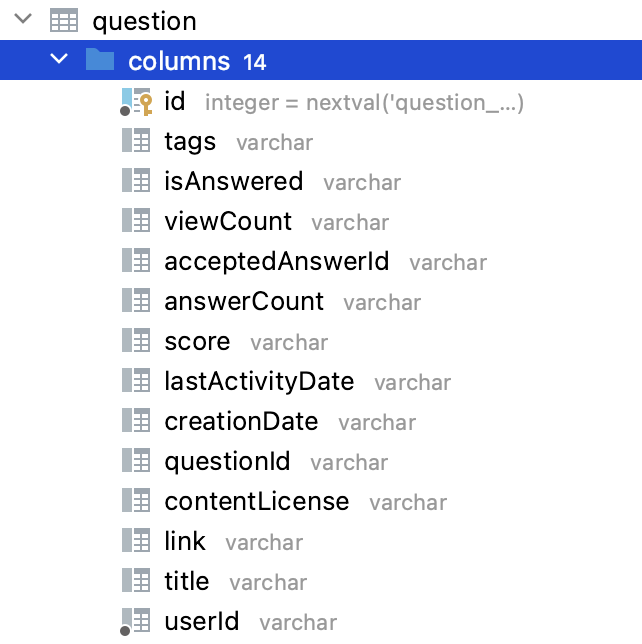 question
columns 14
id integer = nextval('question_...)
tags varchar
isAnswered varchar
viewCount varchar
acceptedAnswerId varchar
answerCount varchar
score varchar
lastActivityDate varchar
creationDate varchar
questionId varchar
contentLicense varchar
link varchar
title varchar
userId varchar